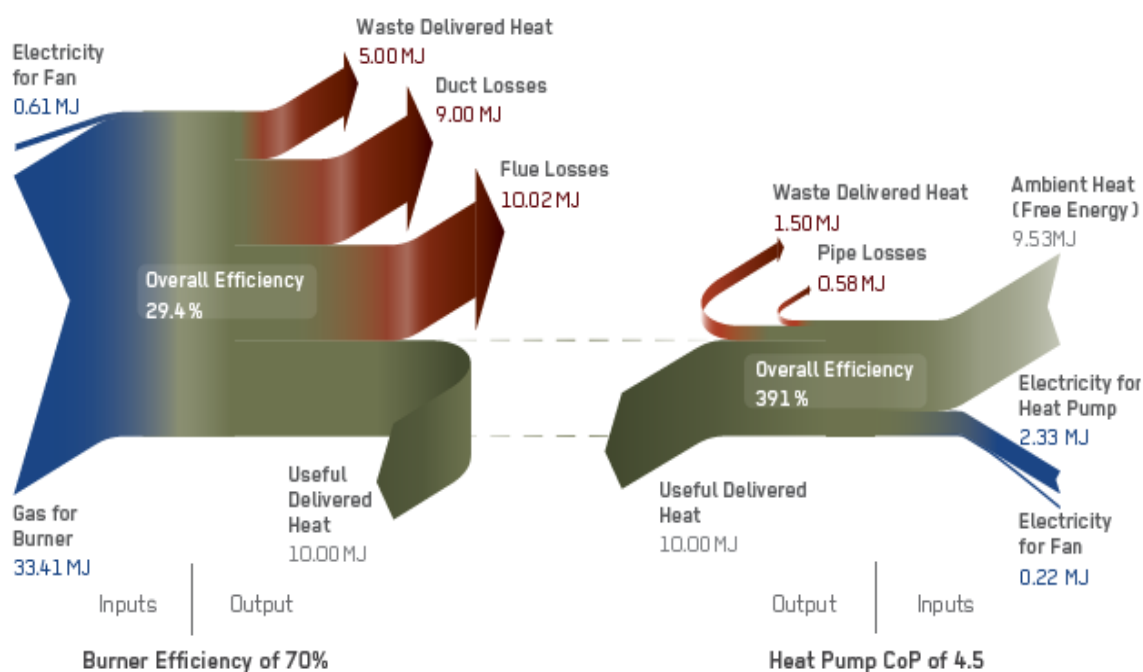 Waste Delivered Heat
5.00 MJ
Electricity
for Fan
0.61 MJ
Duct Losses
9.00 MJ
Flue Losses
10.02 MJ
Overall Efficiency
29.4%
Useful
Delivered
Heat
10.00 MJ
Gas for
Burner
33.41 MJ
Inputs
Output
Burner Efficiency of 70%
Waste Delivered Heat
1.50 MJ
Pipe Losses
0.58 MJ
Ambient Heat
(Free Energy)
9.53MJ
Overall Efficiency
391%
Electricity for
Heat Pump
2.33 MJ
Useful Delivered
Heat
10.00 MJ
Electricity
for Fan
0.22 MJ
Output
Inputs
Heat Pump CoP of 4.5